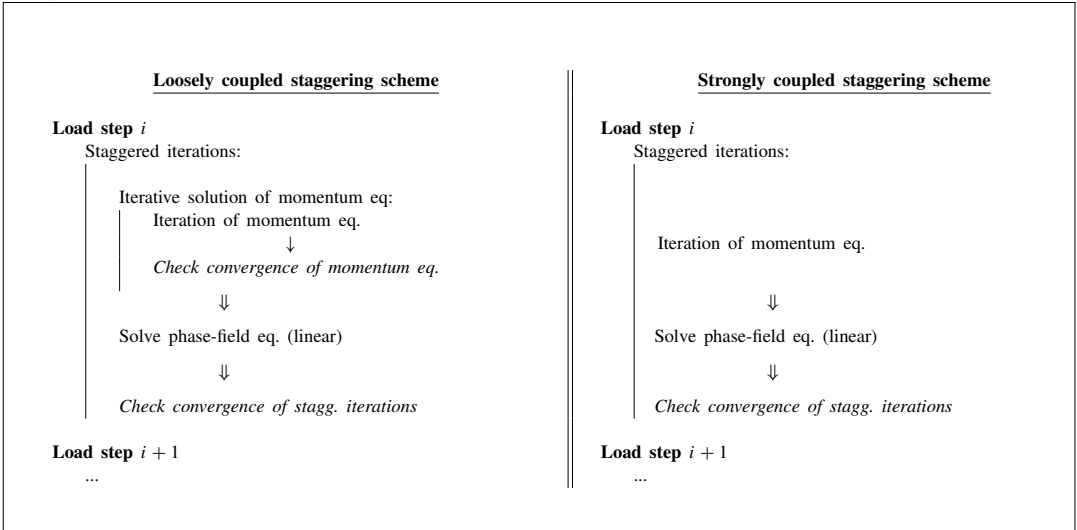 Loosely coupled staggering scheme
Load step i
Staggered iterations:
Iterative solution of momentum eq:
Iteration of momentum eq.
↓
Check convergence of momentum eq.
⇓
Solve phase-field eq. (linear)
⇓
Check convergence of stagg. iterations
Load step i + 1
...
Strongly coupled staggering scheme
Load step i
Staggered iterations:
Iteration of momentum eq.
⇓
Solve phase-field eq. (linear)
⇓
Check convergence of stagg. iterations
Load step i + 1
...